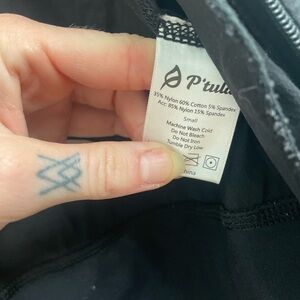 P'tula
35% Nylon 60% Cotton 5% Spandex
Acc: 85% Nylon 15% Spandex
Small
Machine Wash Cold
Do Not Bleach
Do Not Iron
Tumble Dry Low
hina